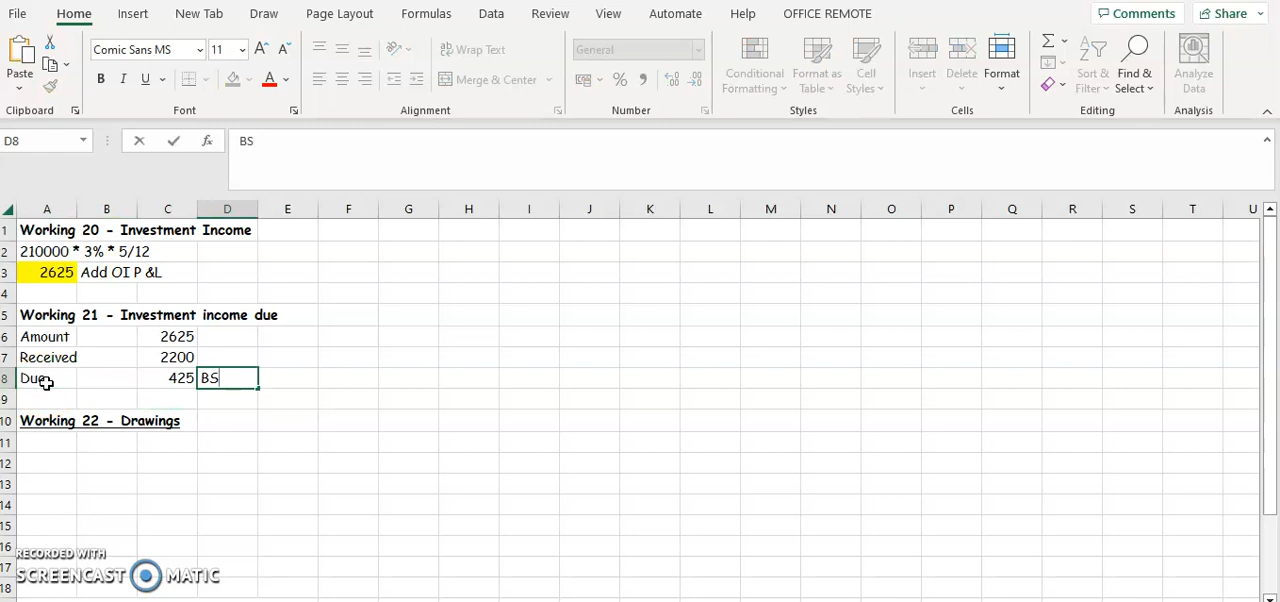 File Home Insert New Tab Draw Page Layout Formulas Data Review View Automate Help OFFICE REMOTE Comments Share
Comic Sans MS 11 Wrap Text General
Paste B I U A Merge & Center % Conditional Formatting Format as Table Cell Styles Insert Delete Format Sort & Filter Find & Select Analyze Data
Clipboard Font Alignment Number Styles Cells Editing Analysis
D8 fx BS
A B C D E F G H I J K L M N O P Q R S T U
1 Working 20 - Investment Income
2 210000 * 3% * 5/12
3 2625 Add OI P &L
4
5 Working 21 - Investment income due
6 Amount 2625
7 Received 2200
8 Due 425 BS
9
10 Working 22 - Drawings
11
12
13
14
15
16
17
18
RECORDED WITH
SCREENCAST MATIC